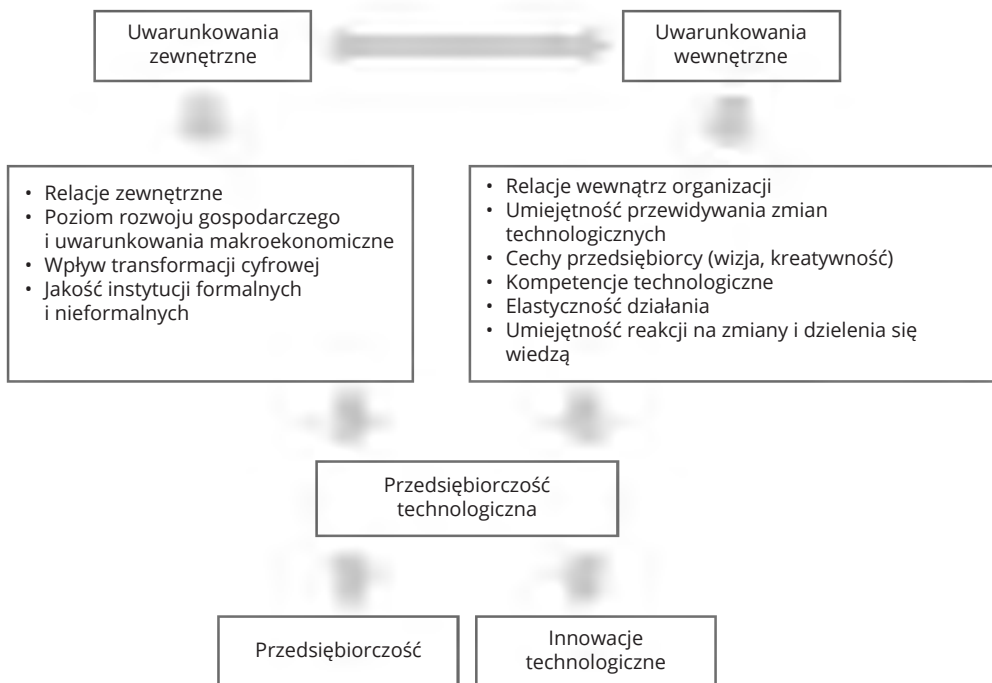 Uwarunkowania
zewnętrzne
Uwarunkowania
wewnętrzne
• Relacje zewnętrzne
• Poziom rozwoju gospodarczego
i uwarunkowania makroekonomiczne
• Wpływ transformacji cyfrowej
• Jakość instytucji formalnych
i nieformalnych
• Relacje wewnątrz organizacji
• Umiejętność przewidywania zmian
technologicznych
• Cechy przedsiębiorcy (wizja, kreatywność)
• Kompetencje technologiczne
• Elastyczność działania
• Umiejętność reakcji na zmiany i dzielenia się
wiedzą
Przedsiębiorczość
technologiczna
Przedsiębiorczość
Innowacje
technologiczne